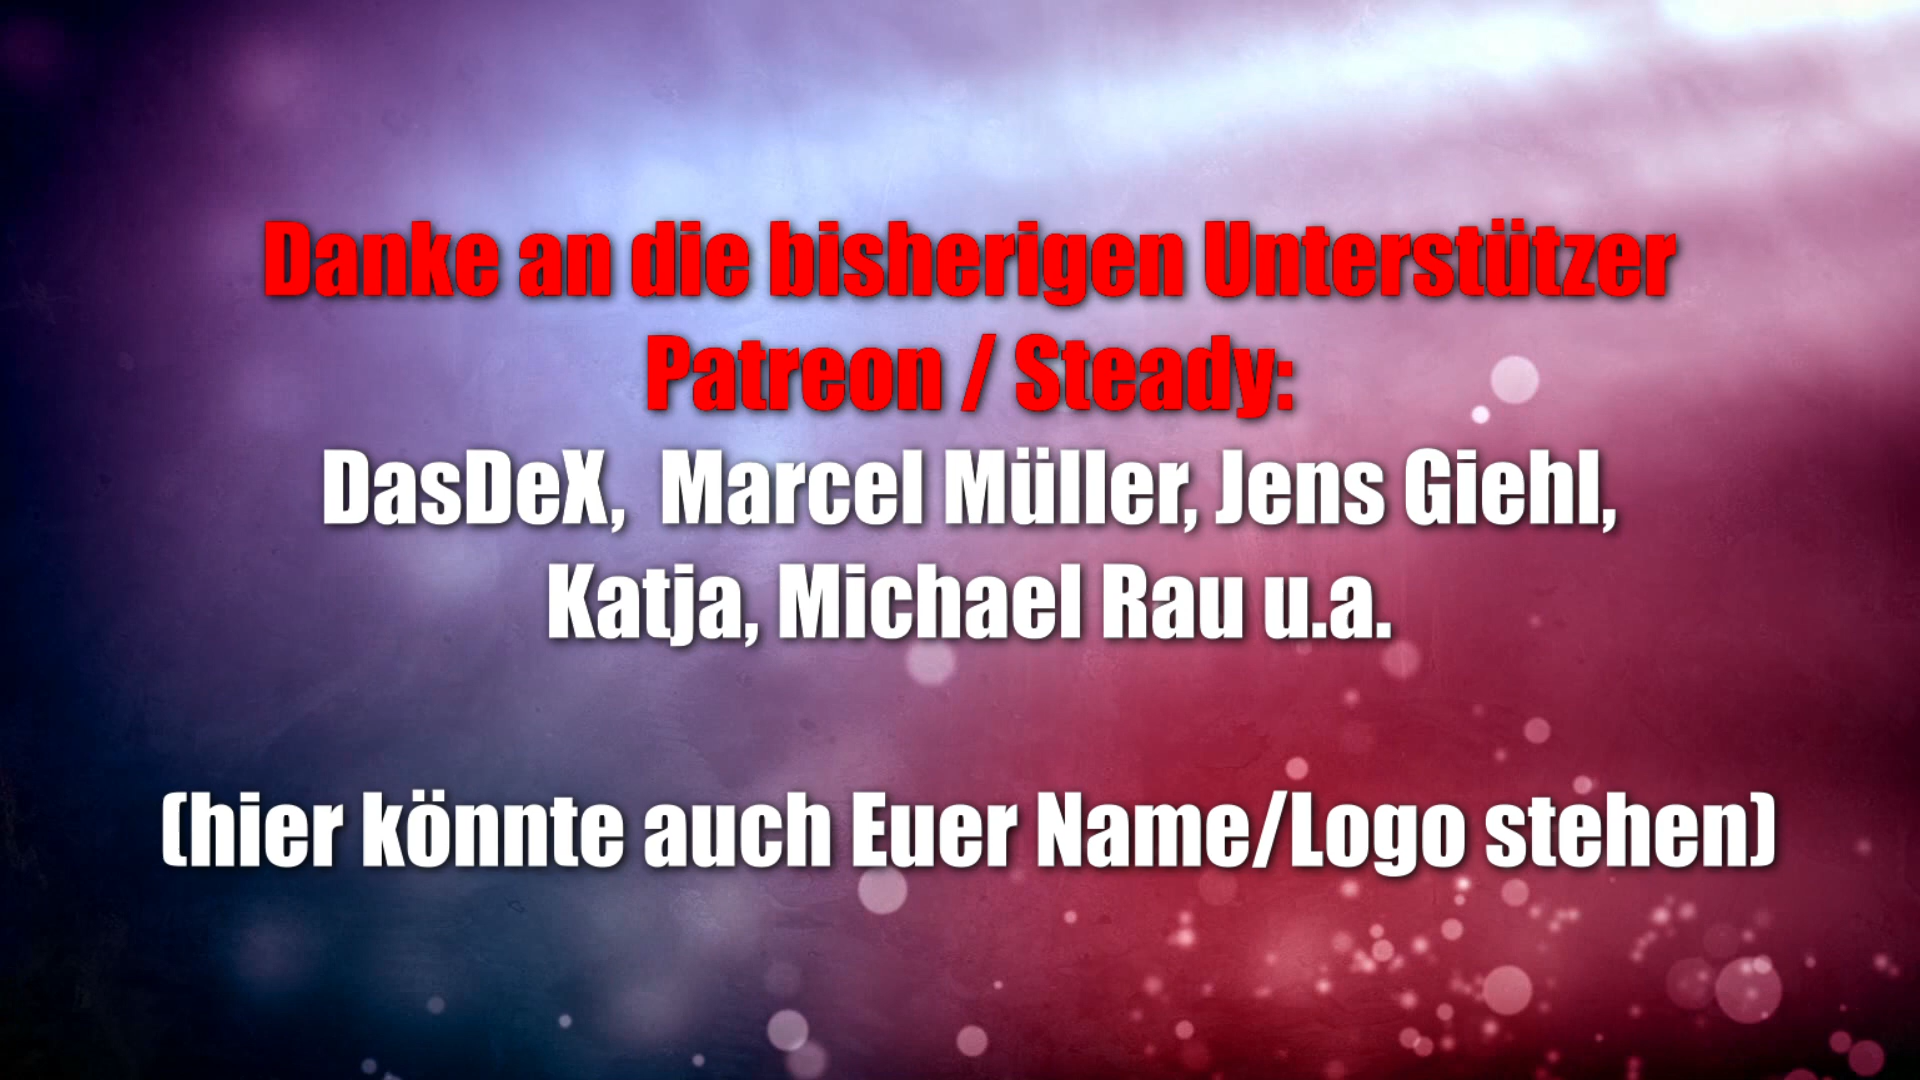 Danke an die bisherigen Unterstützer
Patreon / Steady:
DasDeX,  Marcel Müller, Jens Giehl,
Katja, Michael Rau u.a.
(hier könnte auch Euer Name/Logo stehen)